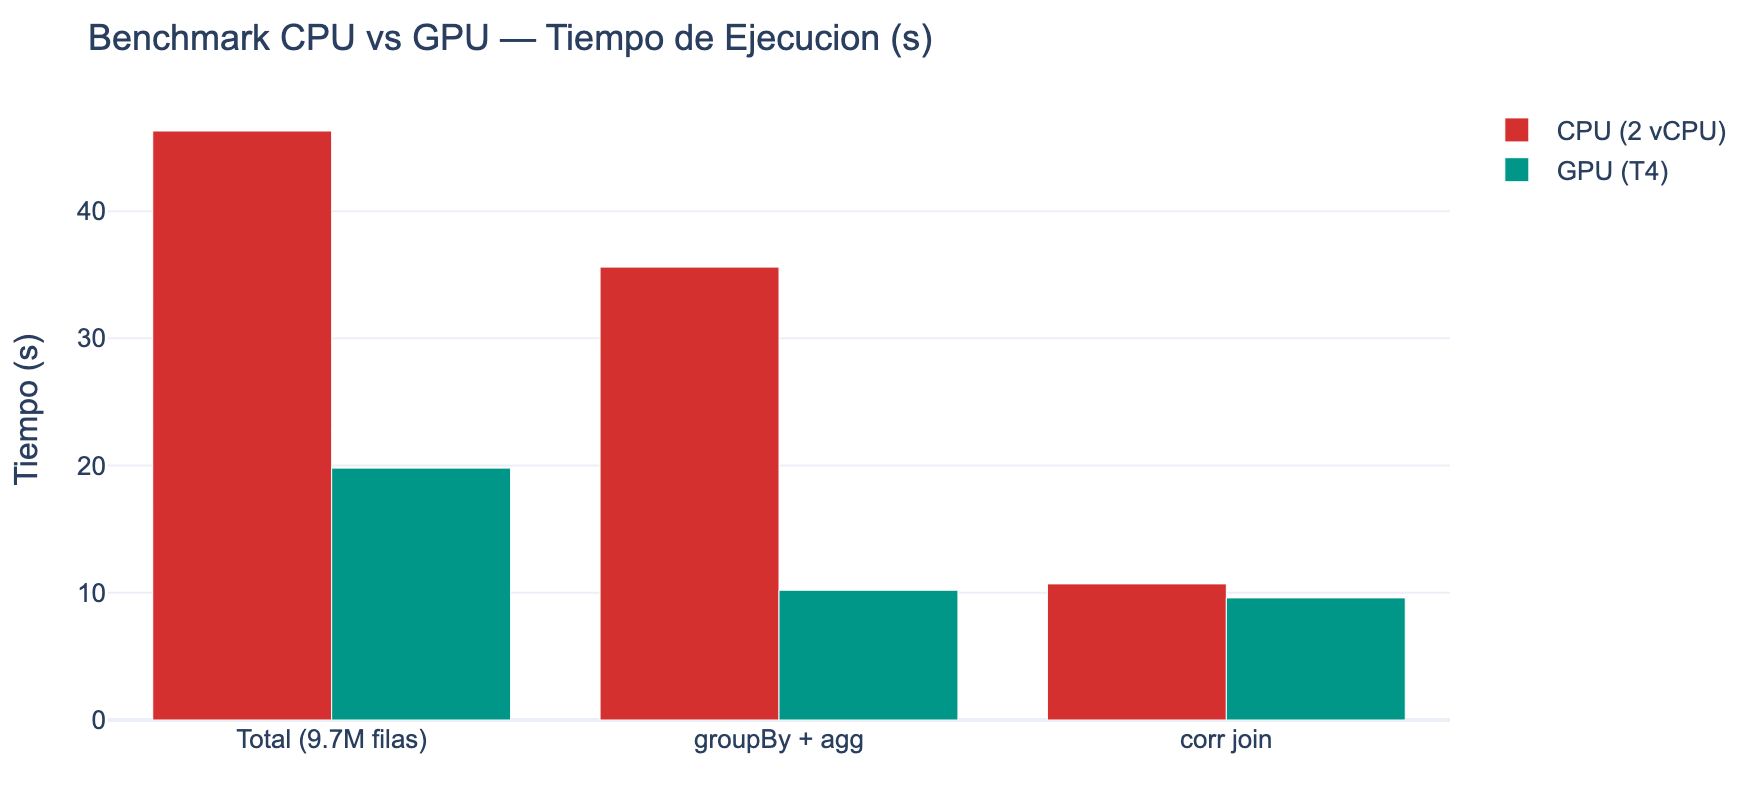 Benchmark CPU vs GPU — Tiempo de Ejecucion (s)
CPU (2 vCPU)
GPU (T4)
Tiempo (s)
40
30
20
10
0
Total (9.7M filas)
groupBy + agg
corr join